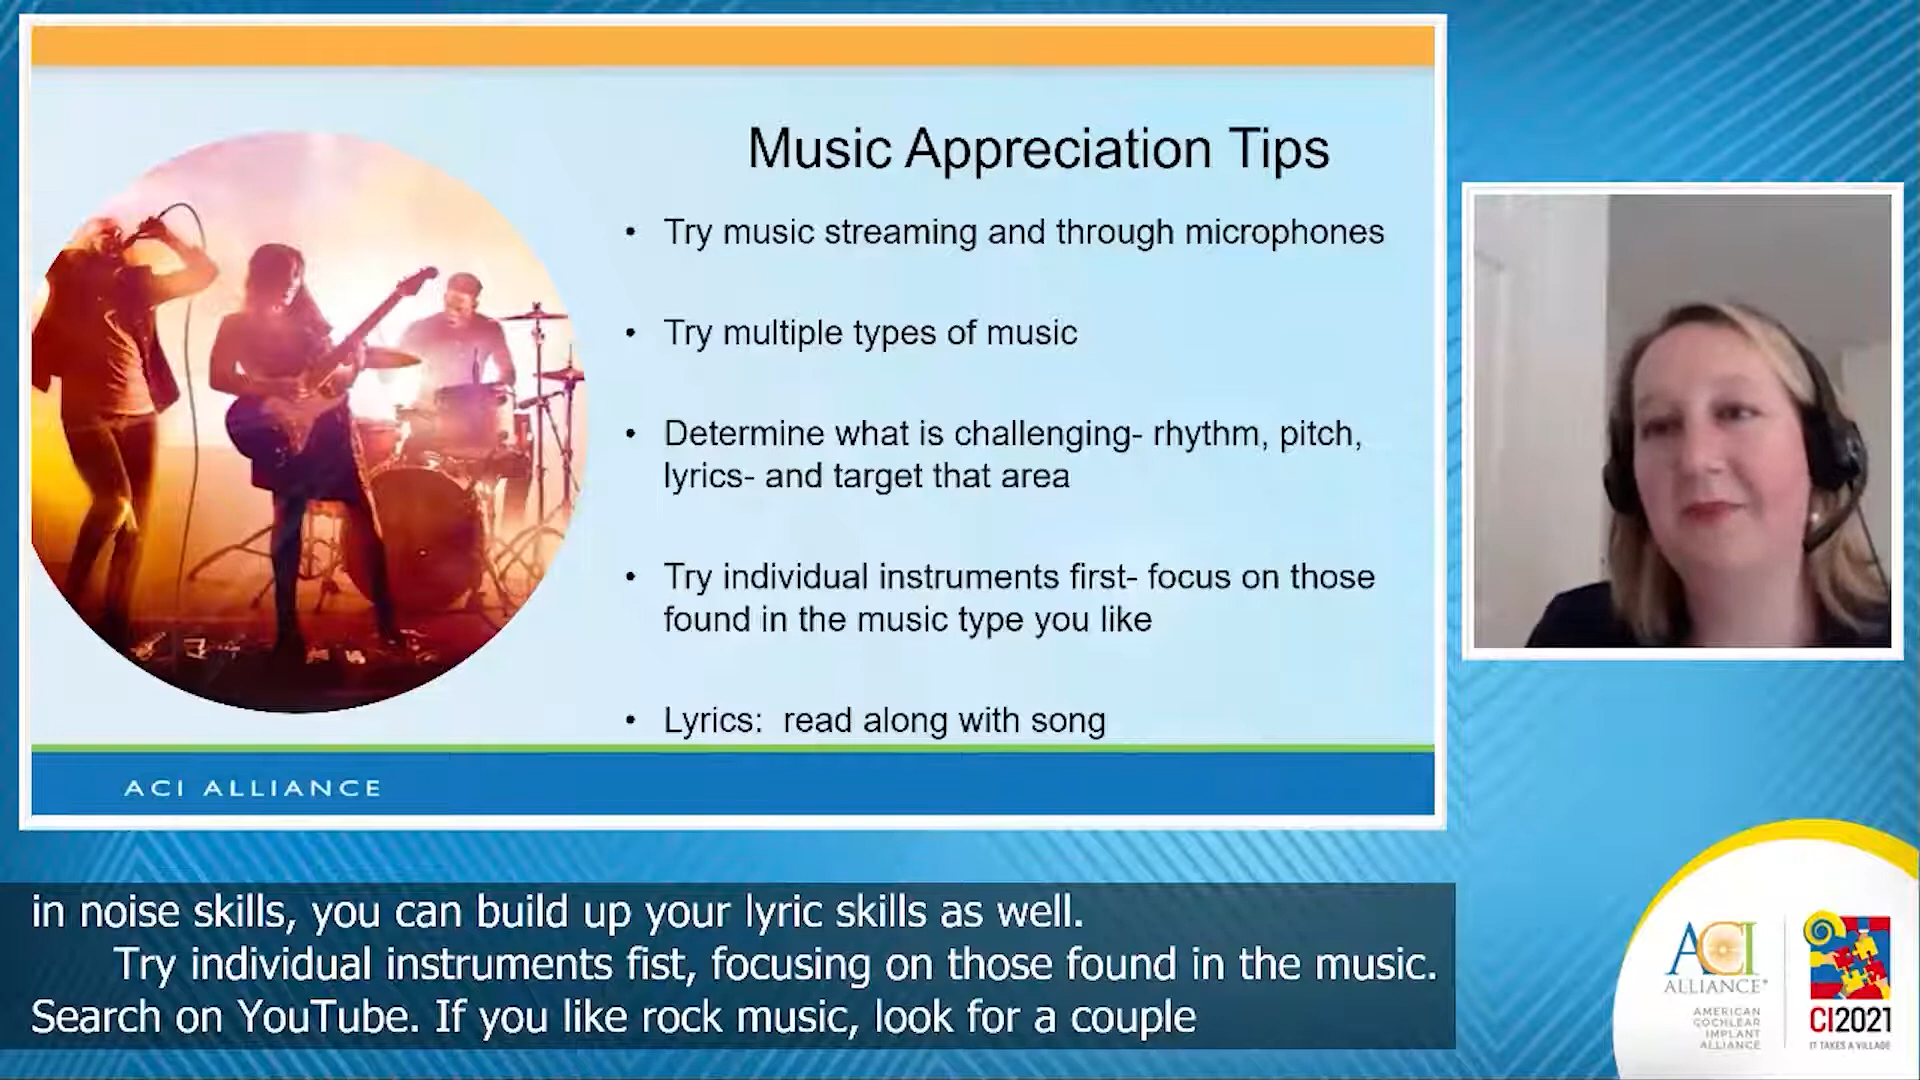 Music Appreciation Tips
• Try music streaming and through microphones
• Try multiple types of music
• Determine what is challenging- rhythm, pitch,
lyrics- and target that area
• Try individual instruments first- focus on those
found in the music type you like
• Lyrics:  read along with song
ACI ALLIANCE
in noise skills, you can build up your lyric skills as well.
Try individual instruments fist, focusing on those found in the music.
Search on YouTube. If you like rock music, look for a couple
ACI
ALLIANCE®
AMERICAN
COCHLEAR
IMPLANT
ALLIANCE
CI2021
IT TAKES A VILLAGE